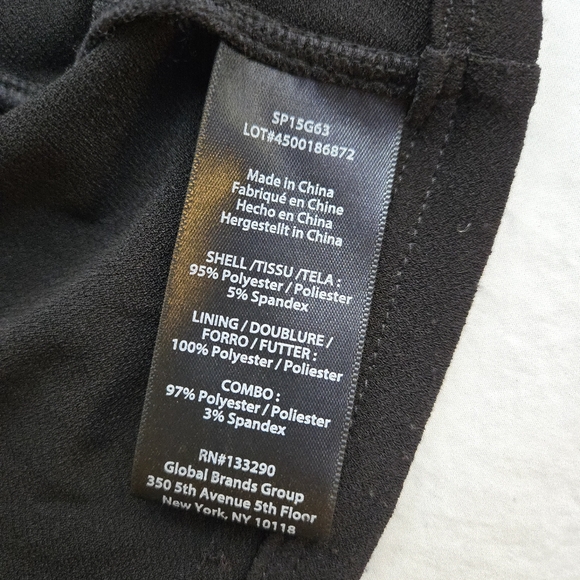 SP15G63
LOT#4500186872
Made in China
Fabriqué en Chine
Hecho en China
Hergestellt in China
SHELL /TISSU /TELA :
95% Polyester / Poliester
5% Spandex
LINING / DOUBLURE /
FORRO / FUTTER :
100% Polyester / Poliester
COMBO :
97% Polyester / Poliester
3% Spandex
RN#133290
Global Brands Group
350 5th Avenue 5th Floor
New York, NY 10118